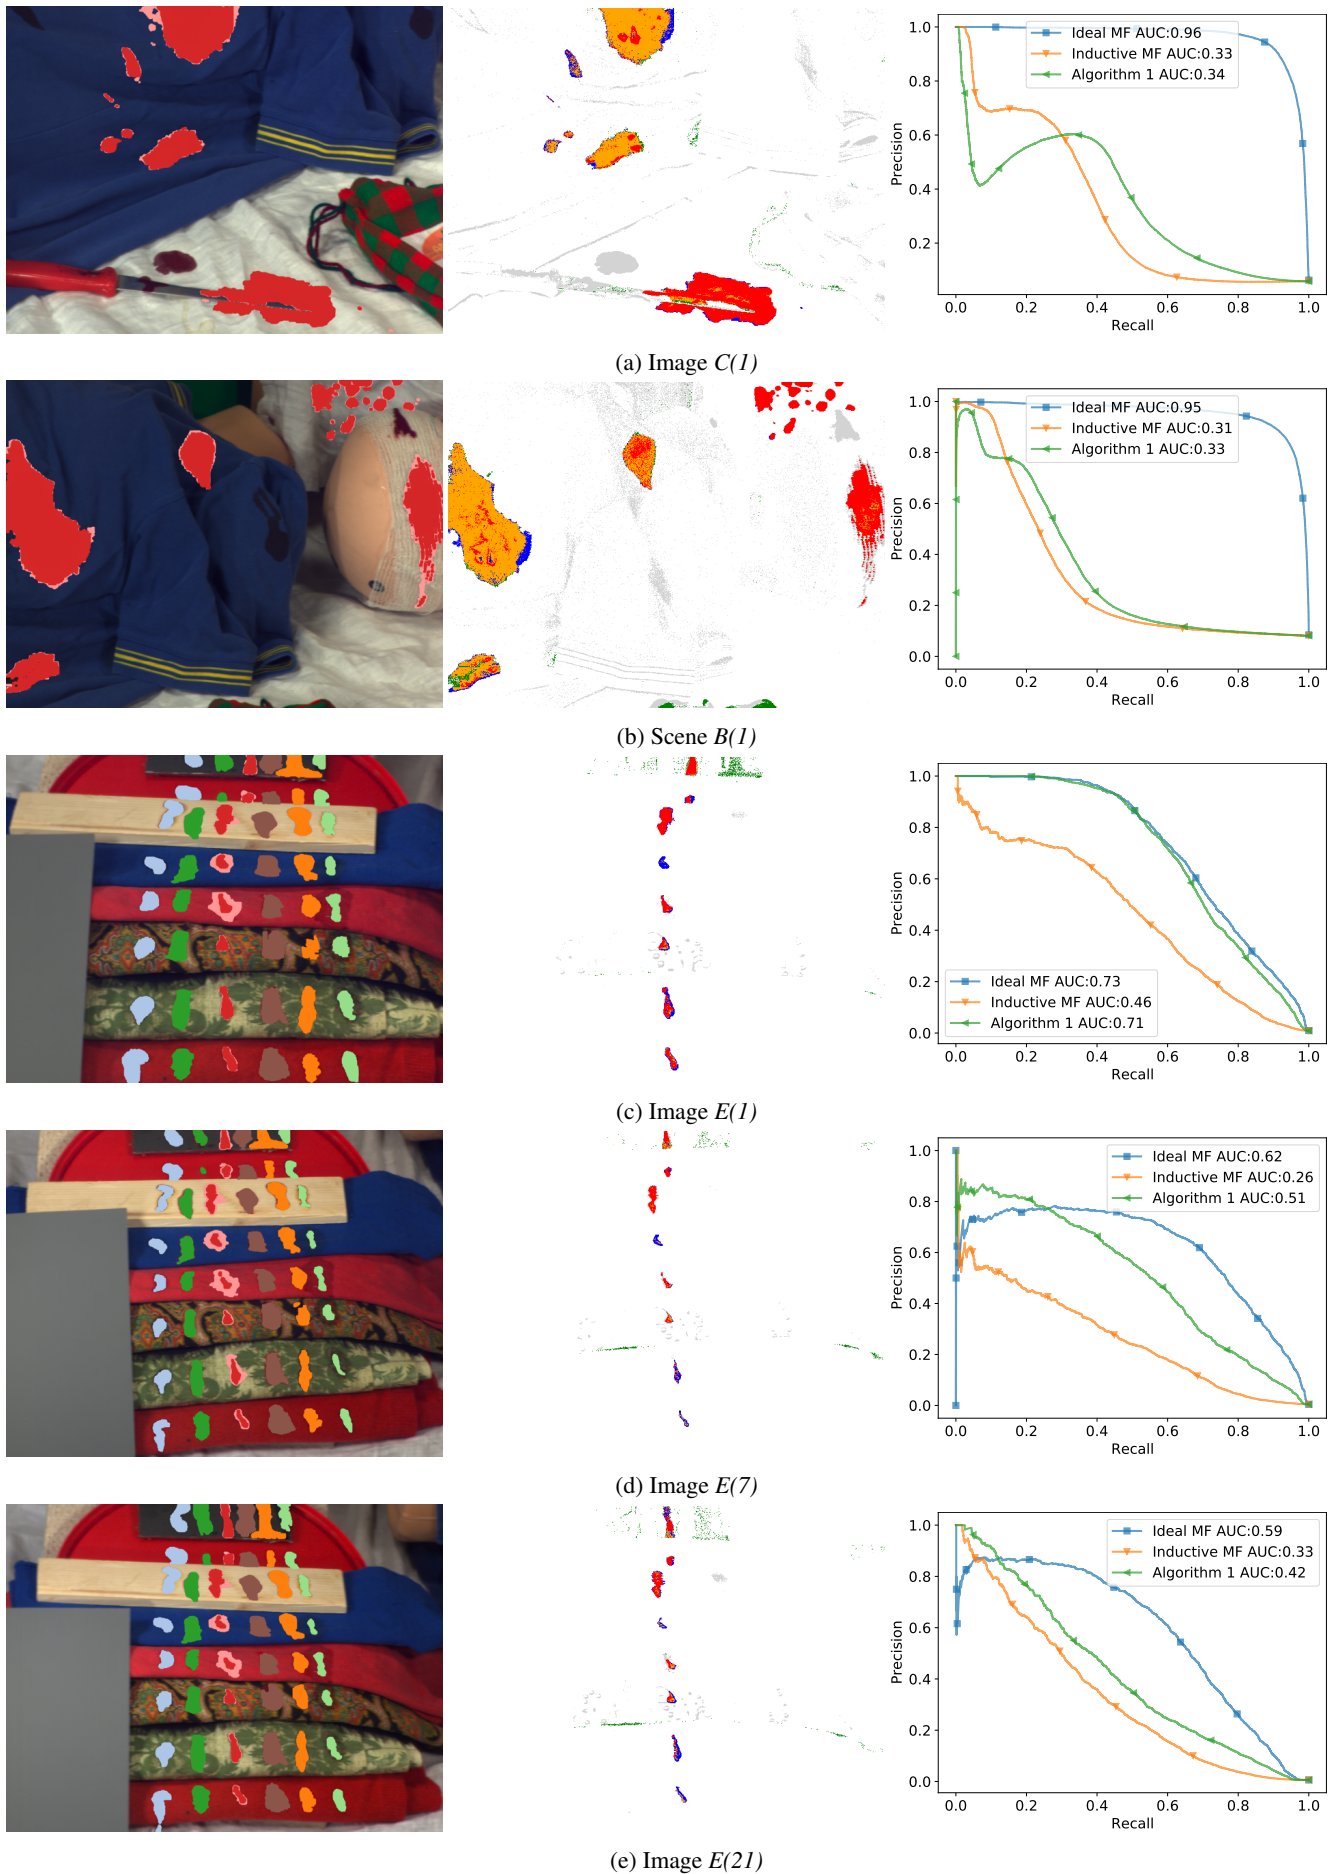 1.0
0.8
0.6
0.4
0.2
Precision
0.0 0.2 0.4 0.6 0.8 1.0
Recall
Ideal MF AUC:0.96
Inductive MF AUC:0.33
Algorithm 1 AUC:0.34
(a) Image C(1)
1.0
0.8
0.6
0.4
0.2
0.0
Precision
0.0 0.2 0.4 0.6 0.8 1.0
Recall
Ideal MF AUC:0.95
Inductive MF AUC:0.31
Algorithm 1 AUC:0.33
(b) Scene B(1)
1.0
0.8
0.6
0.4
0.2
0.0
Precision
0.0 0.2 0.4 0.6 0.8 1.0
Recall
Ideal MF AUC:0.73
Inductive MF AUC:0.46
Algorithm 1 AUC:0.71
(c) Image E(1)
1.0
0.8
0.6
0.4
0.2
0.0
Precision
0.0 0.2 0.4 0.6 0.8 1.0
Recall
Ideal MF AUC:0.62
Inductive MF AUC:0.26
Algorithm 1 AUC:0.51
(d) Image E(7)
1.0
0.8
0.6
0.4
0.2
0.0
Precision
0.0 0.2 0.4 0.6 0.8 1.0
Recall
Ideal MF AUC:0.59
Inductive MF AUC:0.33
Algorithm 1 AUC:0.42
(e) Image E(21)